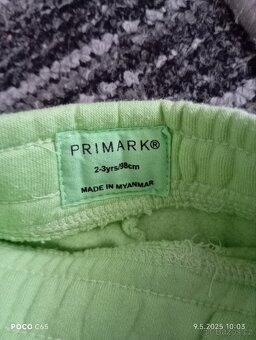 PRIMARK®
2-3yrs/98cm
MADE IN MYANMAR
POCO C65
9.5.2025 10:03